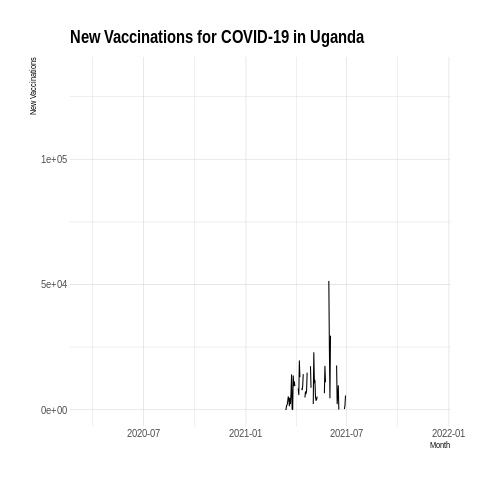 New Vaccinations for COVID-19 in Uganda
New Vaccinations
1e+05
5e+04
0e+00
2020-07 2021-01 2021-07 2022-01
Month